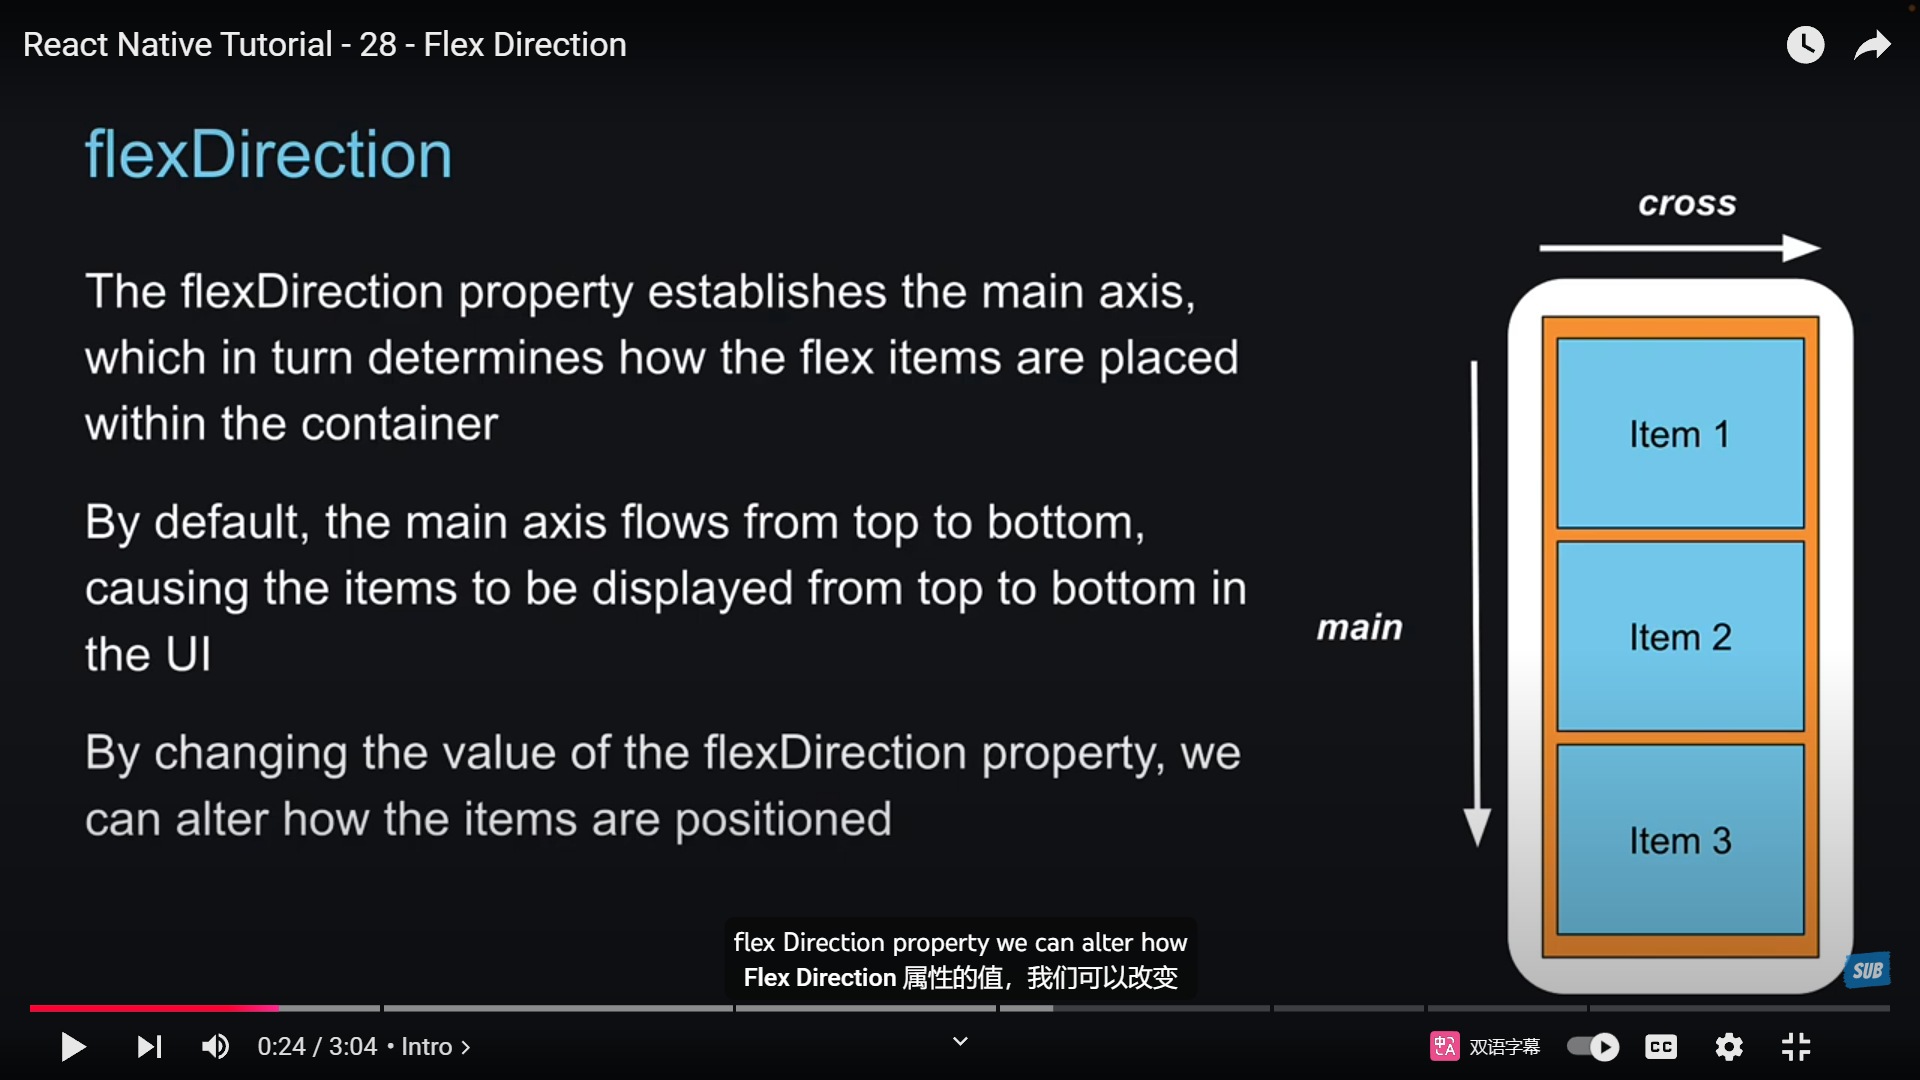 React Native Tutorial - 28 - Flex Direction
flexDirection
The flexDirection property establishes the main axis,
which in turn determines how the flex items are placed
within the container
By default, the main axis flows from top to bottom,
causing the items to be displayed from top to bottom in
the UI
By changing the value of the flexDirection property, we
can alter how the items are positioned
cross
main
Item 1
Item 2
Item 3
flex Direction property we can alter how
Flex Direction 属性的值，我们可以改变
SUB
0:24 / 3:04 • Intro >
中A
双语字幕
CC